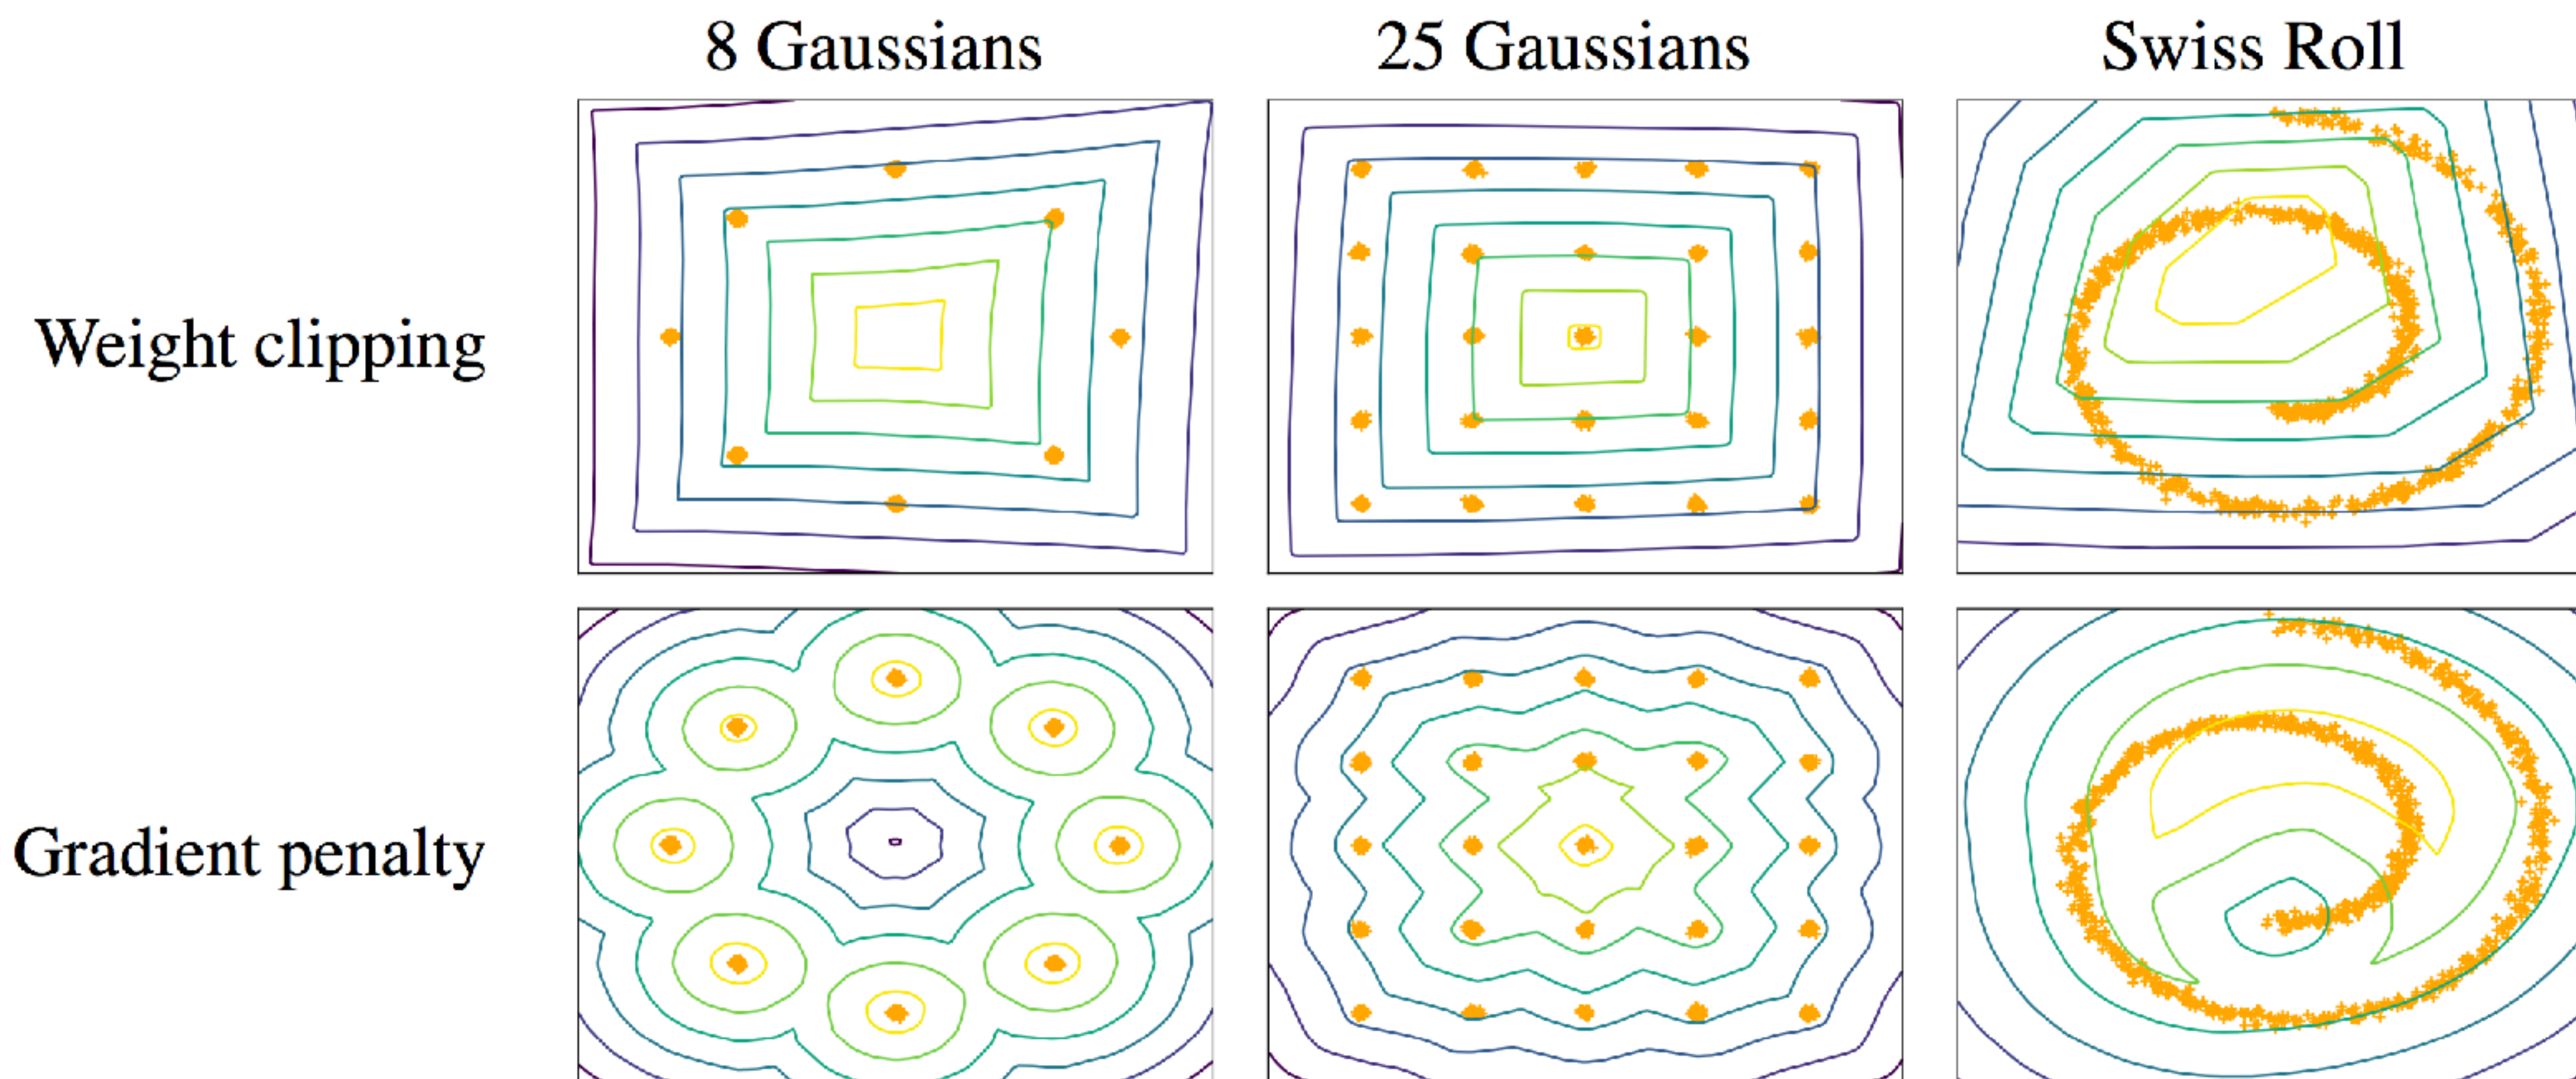 8 Gaussians
25 Gaussians
Swiss Roll
Weight clipping
Gradient penalty